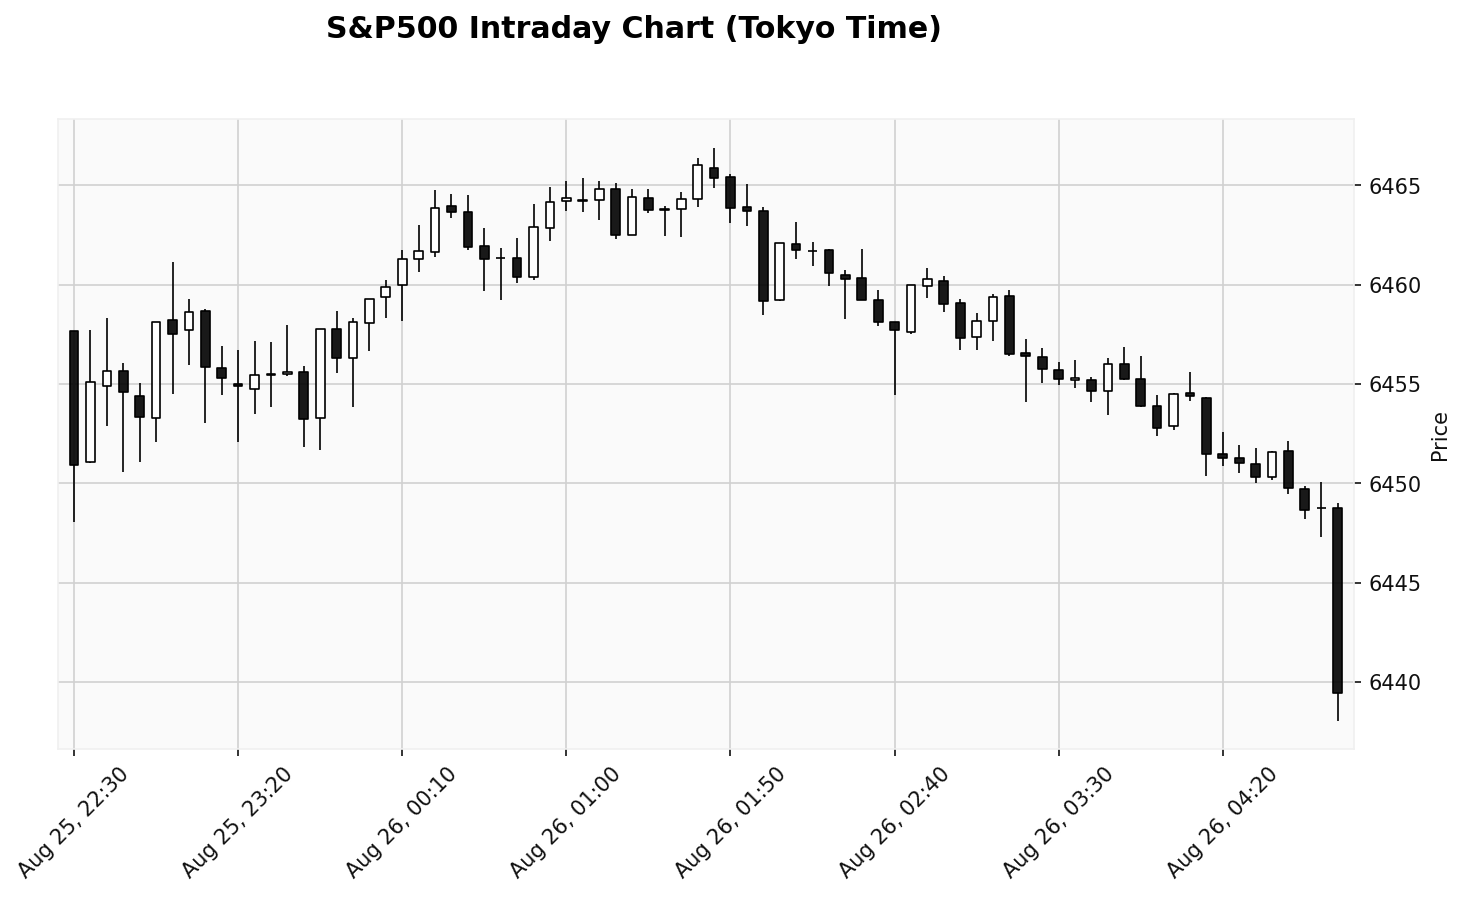 S&P500 Intraday Chart (Tokyo Time)
6465
6460
6455
6450
6445
6440
Price
Aug 25, 22:30
Aug 25, 23:20
Aug 26, 00:10
Aug 26, 01:00
Aug 26, 01:50
Aug 26, 02:40
Aug 26, 03:30
Aug 26, 04:20